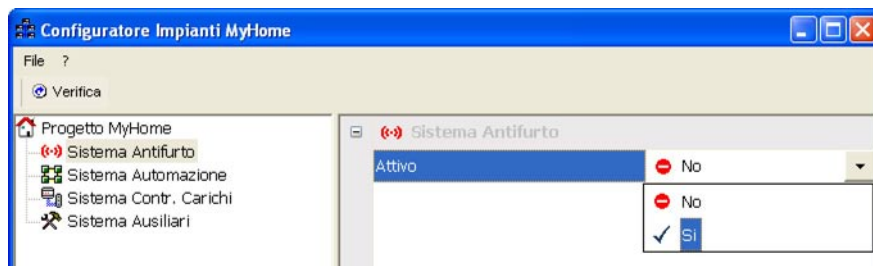 Configuratore Impianti MyHome
File ?
Verifica
Progetto MyHome
Sistema Antifurto
Sistema Automazione
Sistema Contr. Carichi
Sistema Ausiliari
Sistema Antifurto
Attivo No
No
Si